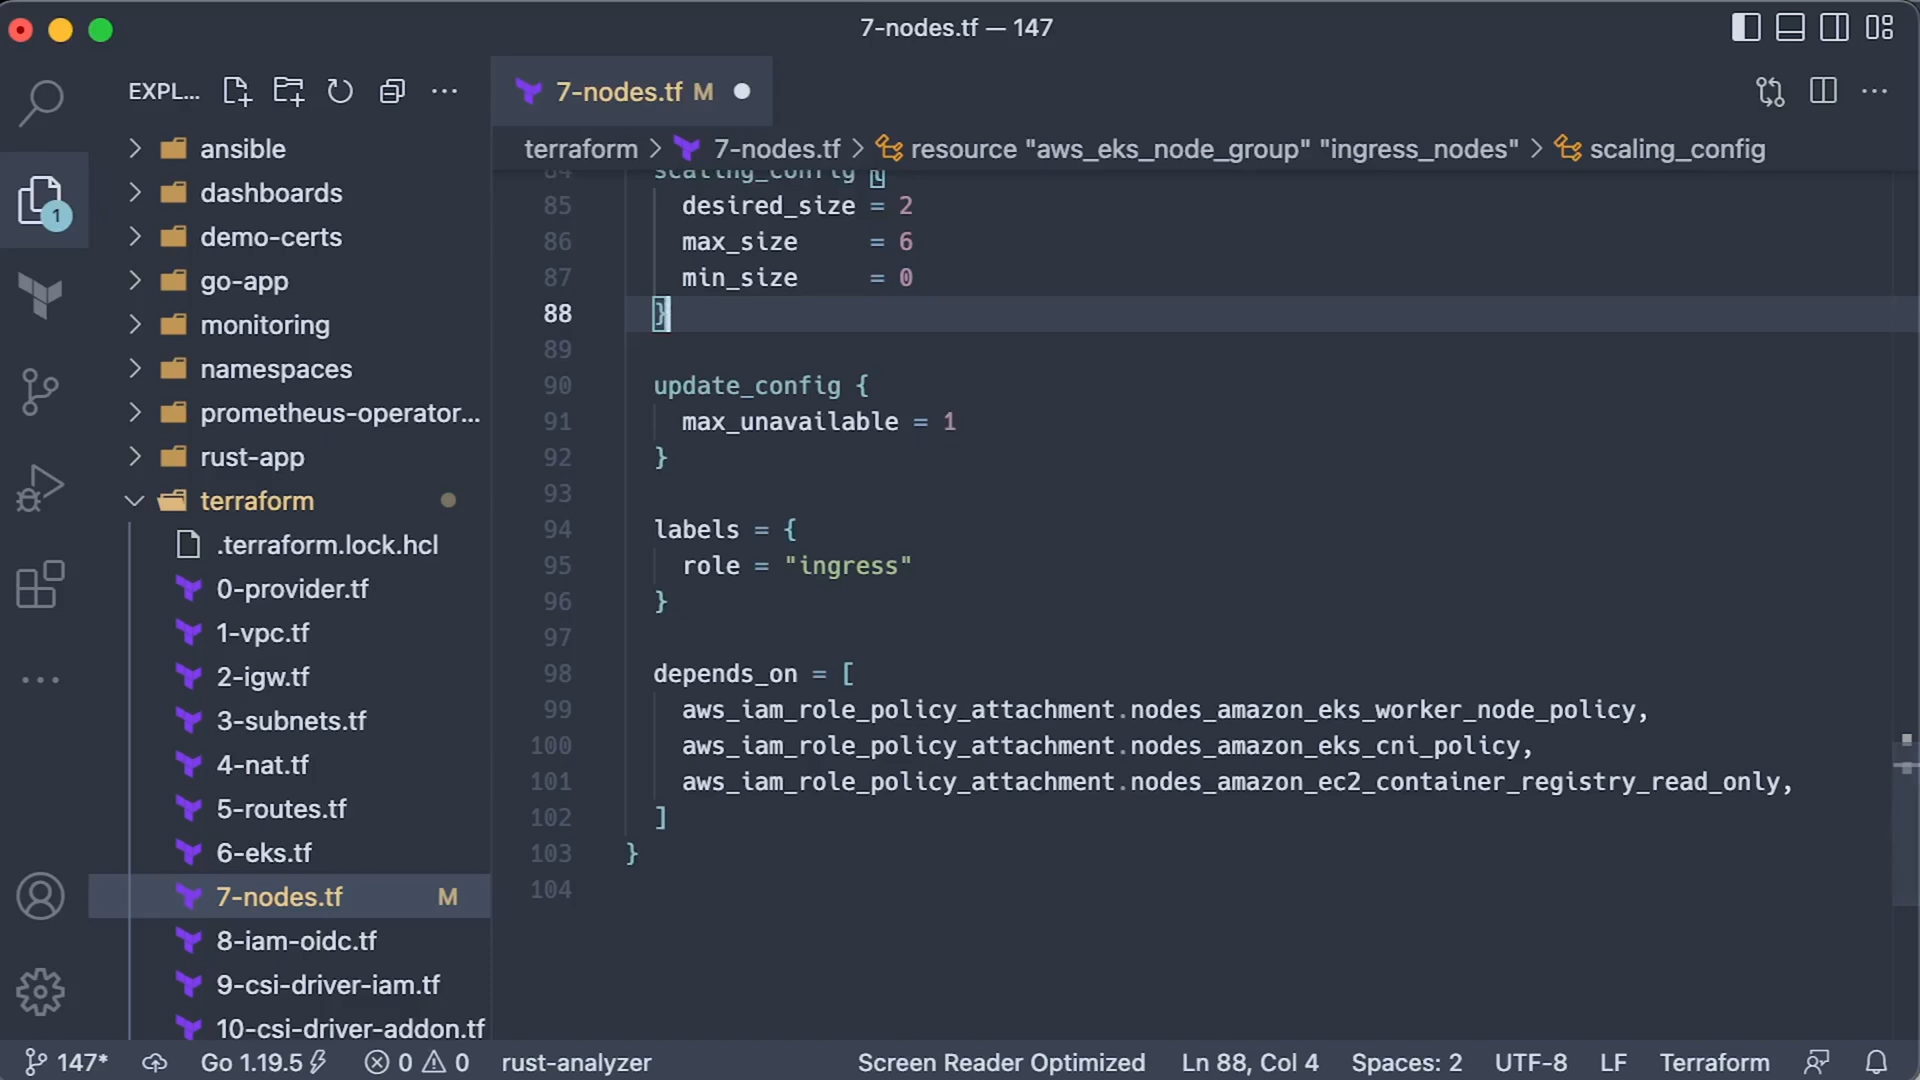 7-nodes.tf — 147
EXPL...
7-nodes.tf M
terraform > 7-nodes.tf > resource "aws_eks_node_group" "ingress_nodes" > scaling_config
ansible
dashboards
demo-certs
go-app
monitoring
namespaces
prometheus-operator...
rust-app
terraform
.terraform.lock.hcl
0-provider.tf
1-vpc.tf
2-igw.tf
3-subnets.tf
4-nat.tf
5-routes.tf
6-eks.tf
7-nodes.tf M
8-iam-oidc.tf
9-csi-driver-iam.tf
10-csi-driver-addon.tf
1
84 scaling_config {
85 desired_size = 2
86 max_size = 6
87 min_size = 0
88 }
89
90 update_config {
91 max_unavailable = 1
92 }
93
94 labels = {
95 role = "ingress"
96 }
97
98 depends_on = [
99 aws_iam_role_policy_attachment.nodes_amazon_eks_worker_node_policy,
100 aws_iam_role_policy_attachment.nodes_amazon_eks_cni_policy,
101 aws_iam_role_policy_attachment.nodes_amazon_ec2_container_registry_read_only,
102 ]
103 }
104
147* Go 1.19.5 0 0 rust-analyzer Screen Reader Optimized Ln 88, Col 4 Spaces: 2 UTF-8 LF Terraform